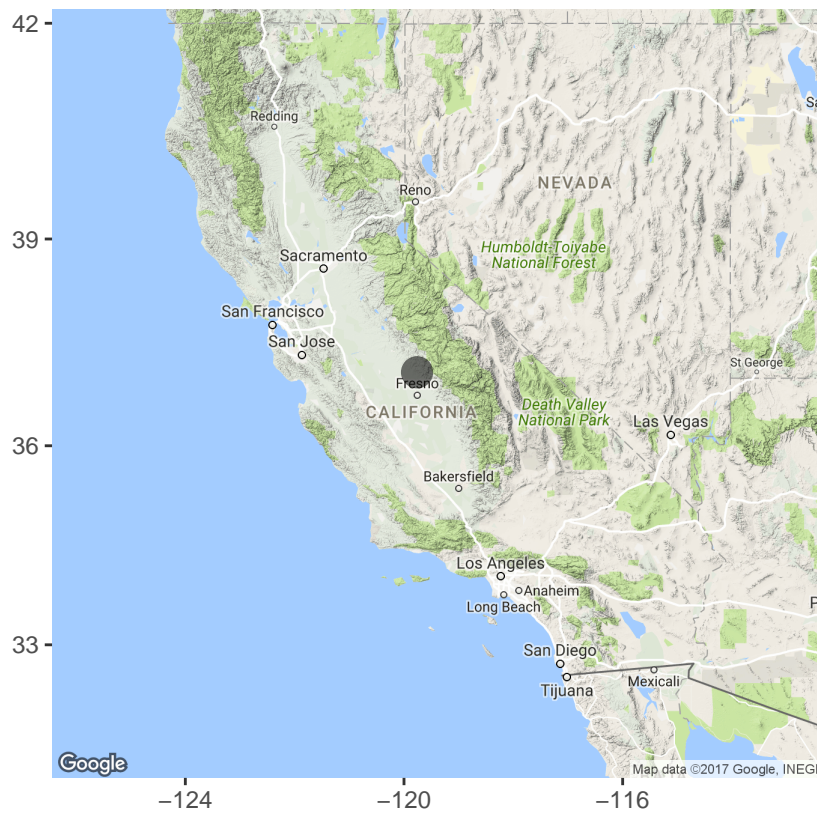 42
Redding
Sa
Reno
NEVADA
39
Humboldt-Toiyabe
National Forest
Sacramento
San Francisco
San Jose
St George
Fresno
CALIFORNIA
Death Valley
National Park
Las Vegas
36
Bakersfield
Los Angeles
Anaheim
Long Beach
P
33
San Diego
Mexicali
Tijuana
Google
Map data ©2017 Google, INEGI
−124
−120
−116